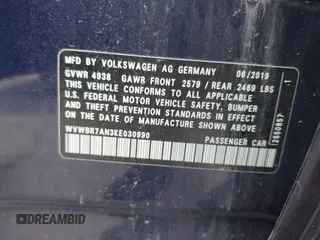 MFD. BY VOLKSWAGEN AG GERMANY 06/2019
GVWR 4938 GAWR FRONT 2579 / REAR 2469 LBS
THIS VEHICLE CONFORMS TO ALL APPLICABLE
U.S. FEDERAL MOTOR VEHICLE SAFETY, BUMPER
AND THEFT PREVENTION STANDARDS IN EFFECT
ON THE DATE OF MANUFACTURE SHOWN ABOVE
WVWBR7AN3KE030990 PASSENGER CAR
2550867 -1
DREAMBID